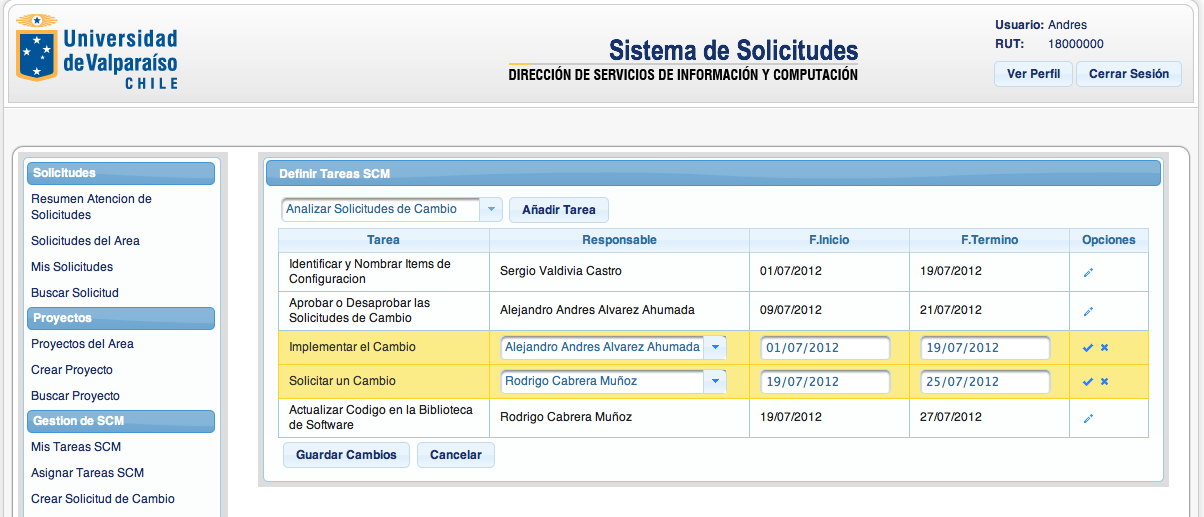 Universidad
de Valparaíso
CHILE
Sistema de Solicitudes
DIRECCIÓN DE SERVICIOS DE INFORMACIÓN Y COMPUTACIÓN
Usuario: Andres
RUT: 18000000
Ver Perfil Cerrar Sesión
Solicitudes
Resumen Atencion de
Solicitudes
Solicitudes del Area
Mis Solicitudes
Buscar Solicitud
Proyectos
Proyectos del Area
Crear Proyecto
Buscar Proyecto
Gestion de SCM
Mis Tareas SCM
Asignar Tareas SCM
Crear Solicitud de Cambio
Definir Tareas SCM
Analizar Solicitudes de Cambio Añadir Tarea
Tarea Responsable F.Inicio F.Termino Opciones
Identificar y Nombrar Items de
Configuracion
Sergio Valdivia Castro 01/07/2012 19/07/2012
Aprobar o Desaprobar las
Solicitudes de Cambio
Alejandro Andres Alvarez Ahumada 09/07/2012 21/07/2012
Implementar el Cambio Alejandro Andres Alvarez Ahumada 01/07/2012 19/07/2012
Solicitar un Cambio Rodrigo Cabrera Muñoz 19/07/2012 25/07/2012
Actualizar Codigo en la Biblioteca
de Software
Rodrigo Cabrera Muñoz 19/07/2012 27/07/2012
Guardar Cambios Cancelar